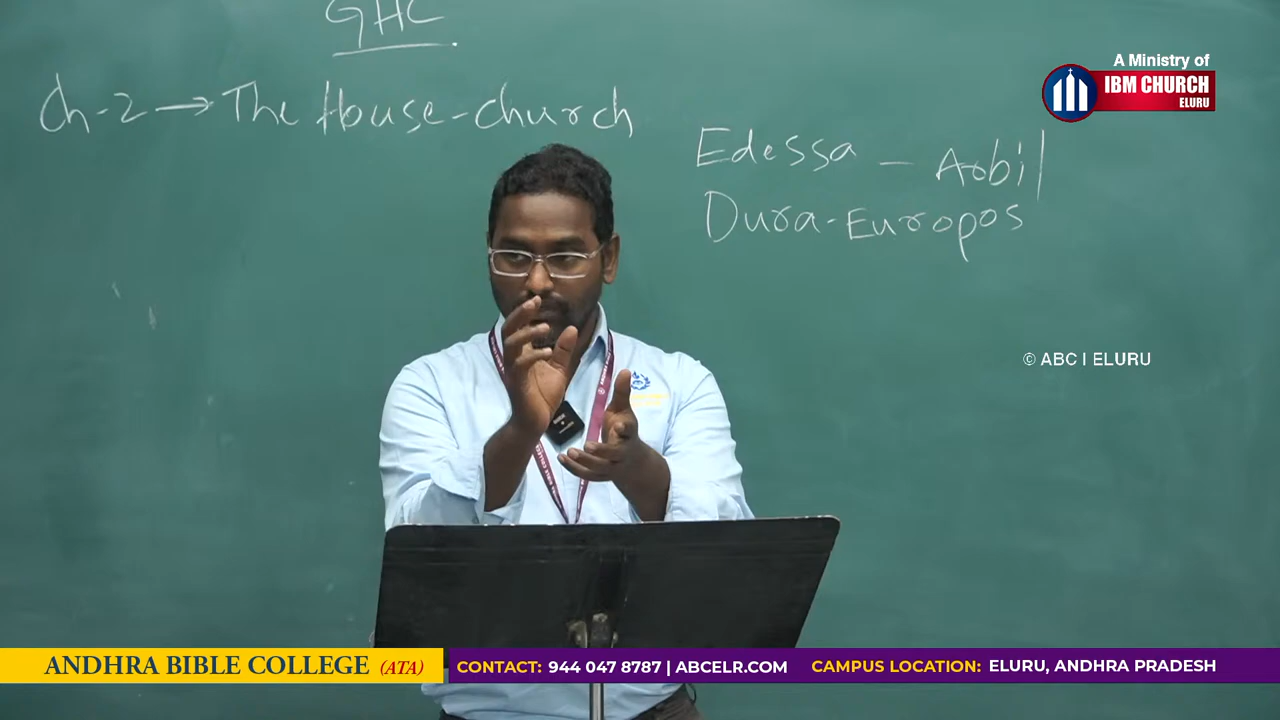 GHC
Ch-2 → The House-church
Edessa - Arbil
Dura-Europos
A Ministry of
IBM CHURCH
ELURU
© ABC I ELURU
ANDHRA BIBLE COLLEGE (ATA)
CONTACT: 944 047 8787 | ABCELR.COM
CAMPUS LOCATION: ELURU, ANDHRA PRADESH